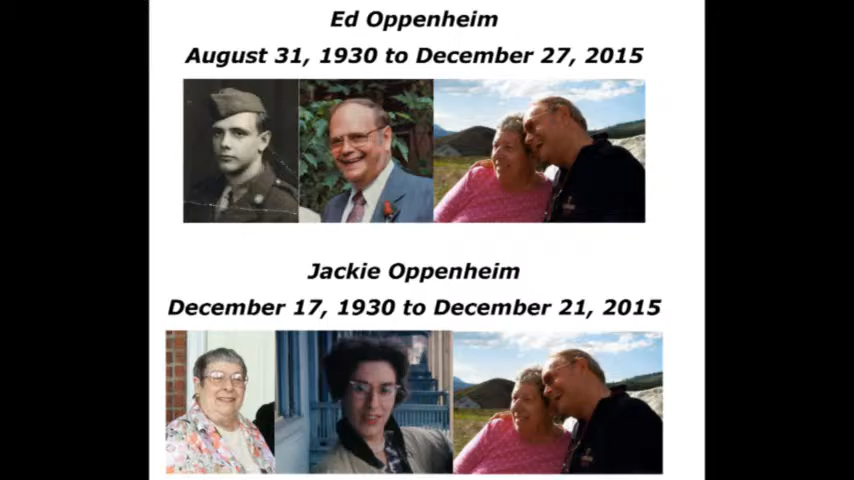 Ed Oppenheim
August 31, 1930 to December 27, 2015
Jackie Oppenheim
December 17, 1930 to December 21, 2015